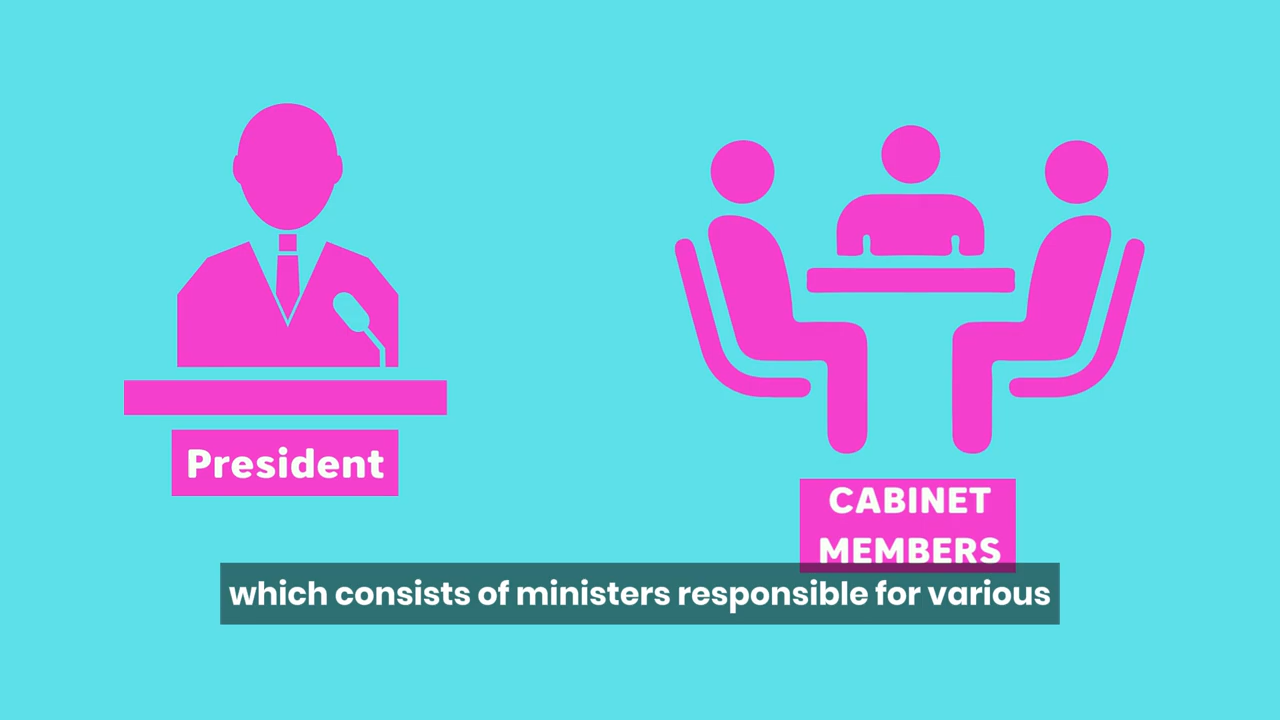 President
CABINET
MEMBERS
which consists of ministers responsible for various